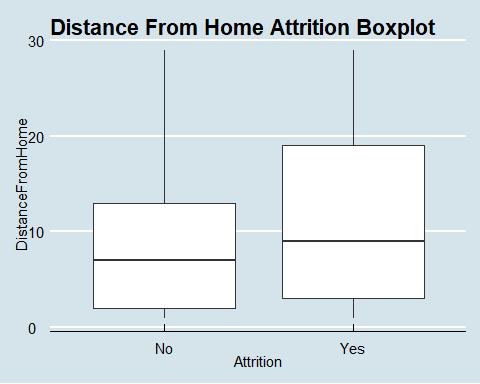 Distance From Home Attrition Boxplot
30
20
10
0
DistanceFromHome
No
Yes
Attrition